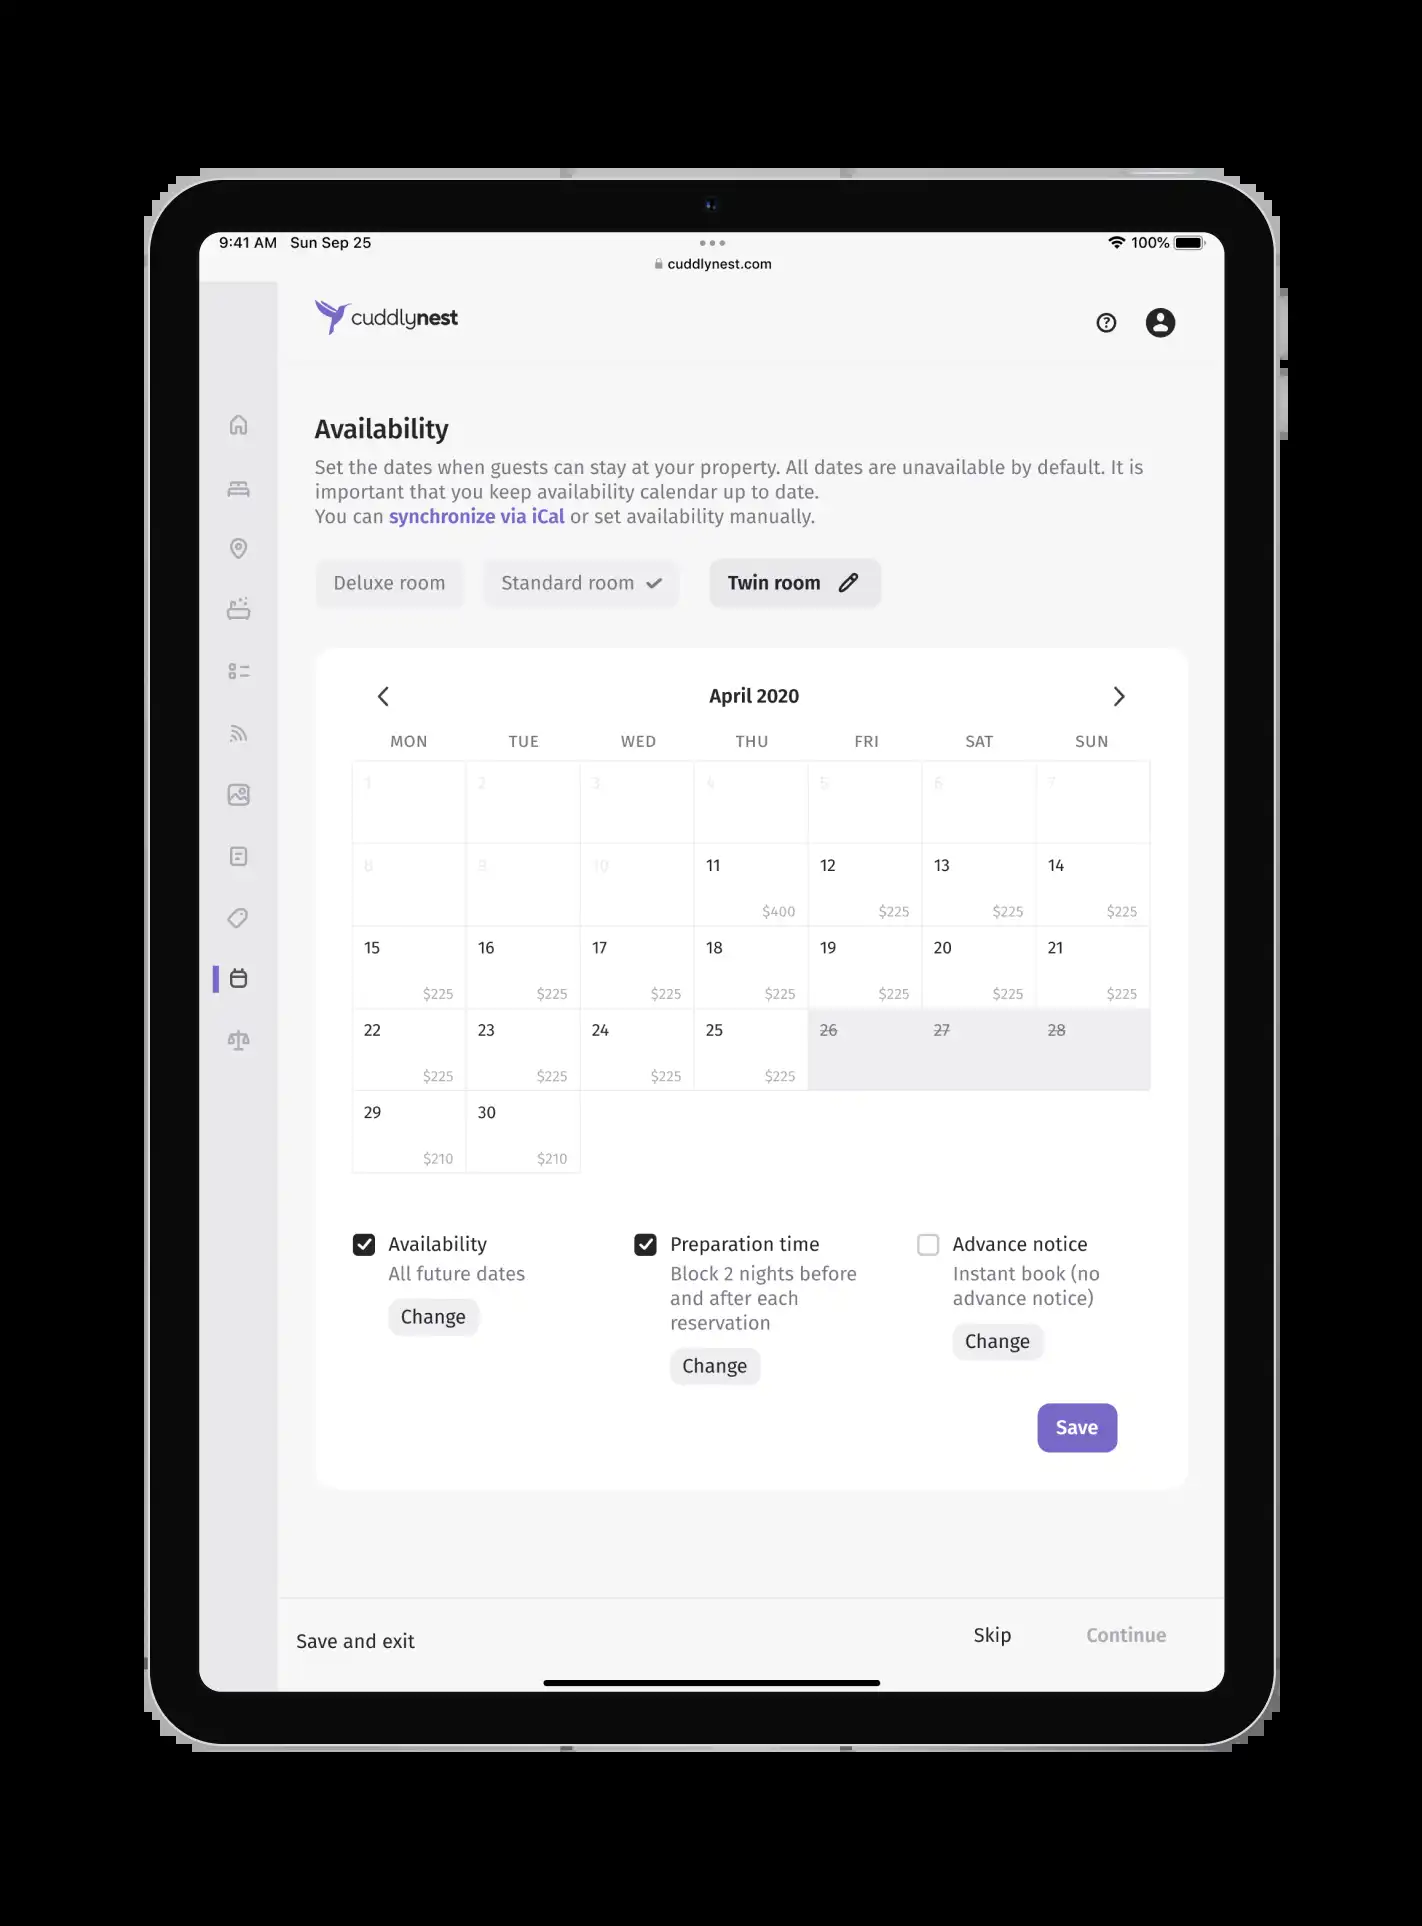 9:41 AM Sun Sep 25
100%
cuddlynest.com
cuddlynest
Availability
Set the dates when guests can stay at your property. All dates are unavailable by default. It is
important that you keep availability calendar up to date.
You can synchronize via iCal or set availability manually.
Deluxe room Standard room Twin room
April 2020
MON TUE WED THU FRI SAT SUN
1 2 3 4 5 6 7
8 9 10 11 12 13 14
$400 $225 $225 $225
15 16 17 18 19 20 21
$225 $225 $225 $225 $225 $225 $225
22 23 24 25 26 27 28
$225 $225 $225 $225
29 30
$210 $210
Availability
All future dates
Change
Preparation time
Block 2 nights before
and after each
reservation
Change
Advance notice
Instant book (no
advance notice)
Change
Save
Save and exit Skip Continue